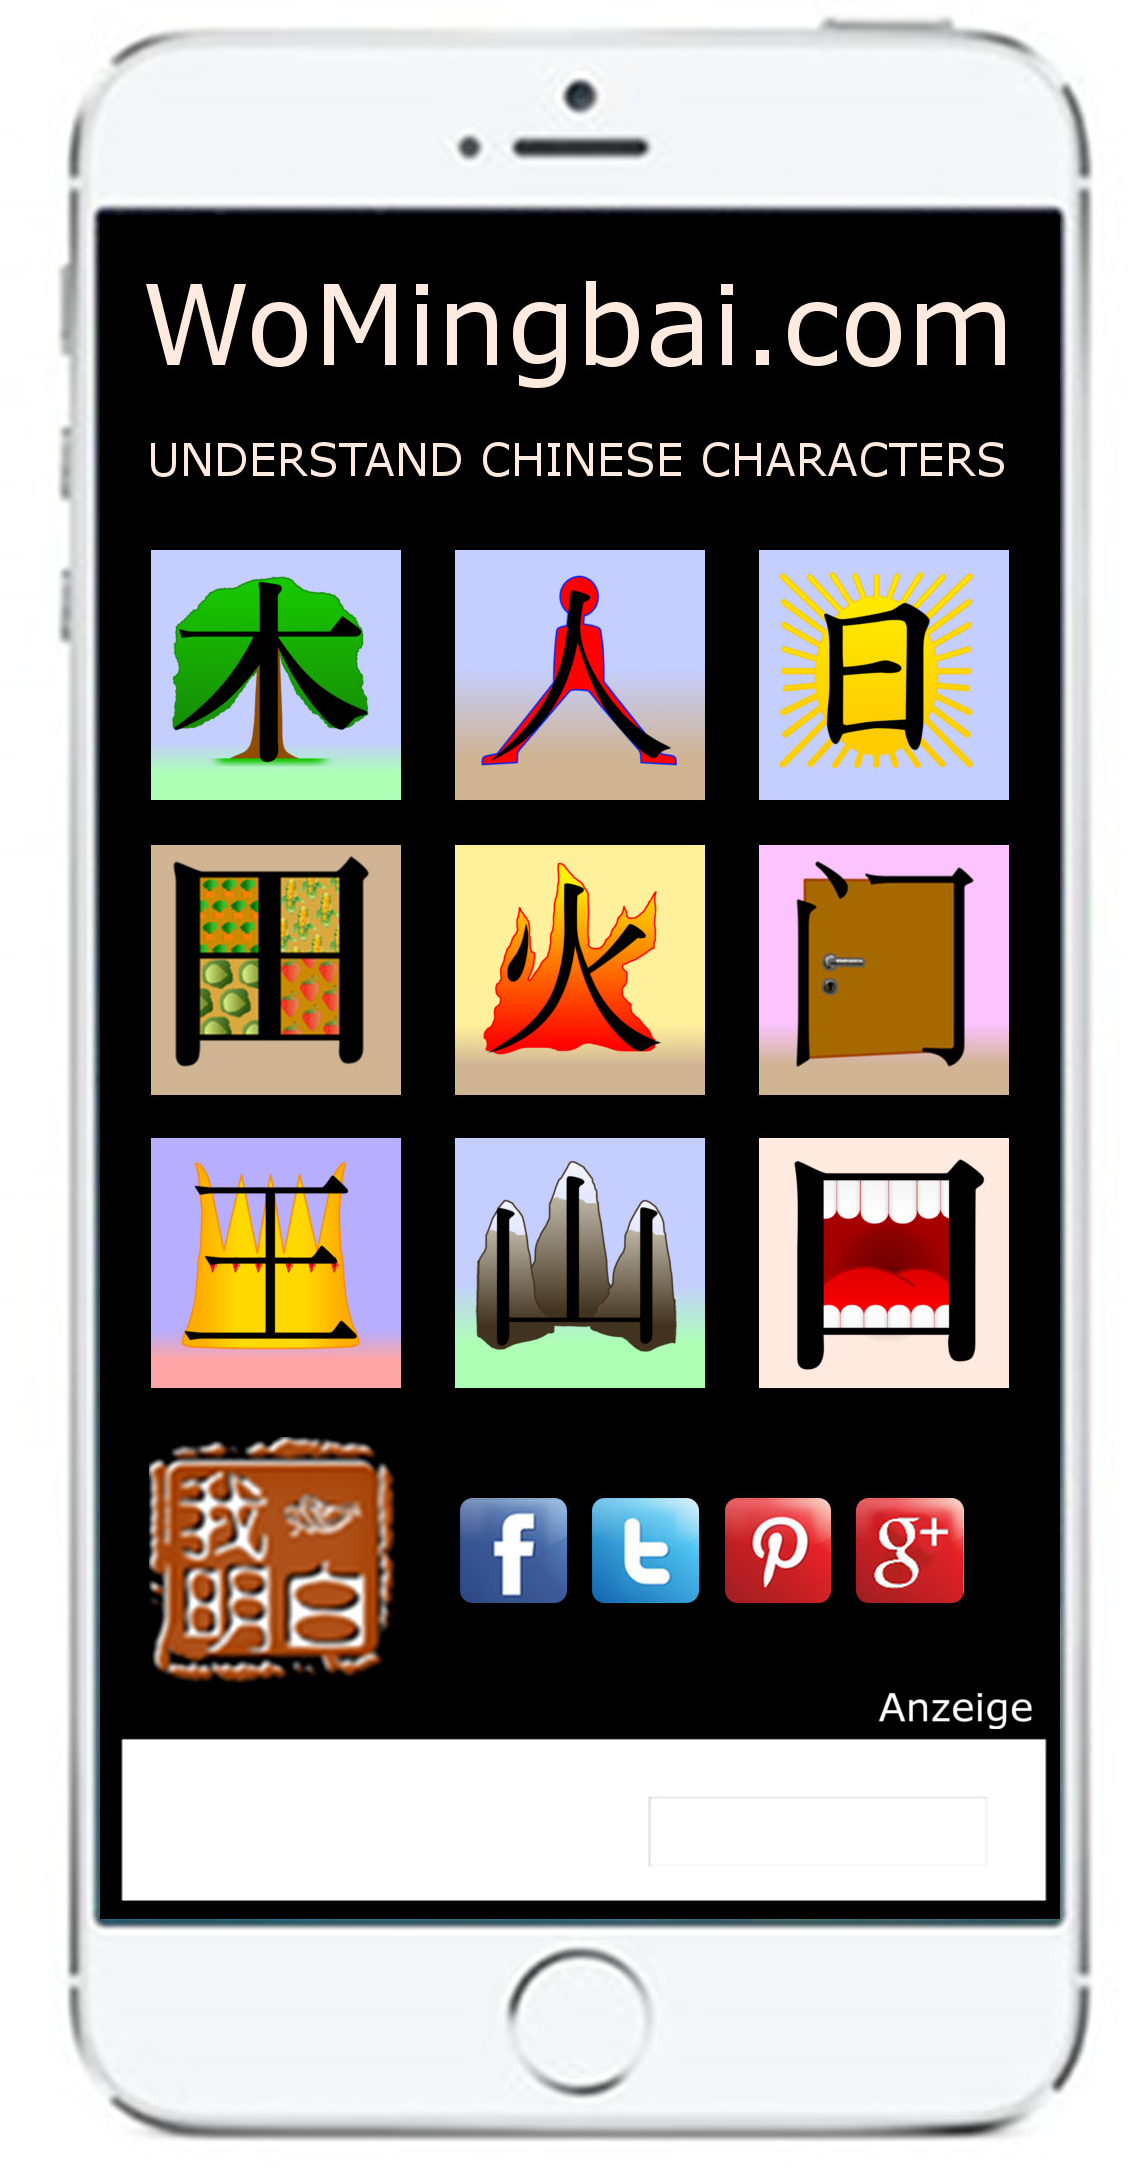 WoMingbai.com
UNDERSTAND CHINESE CHARACTERS
木 人 日
田 火 门
王 山 口
我
明白
f t p g+
Anzeige